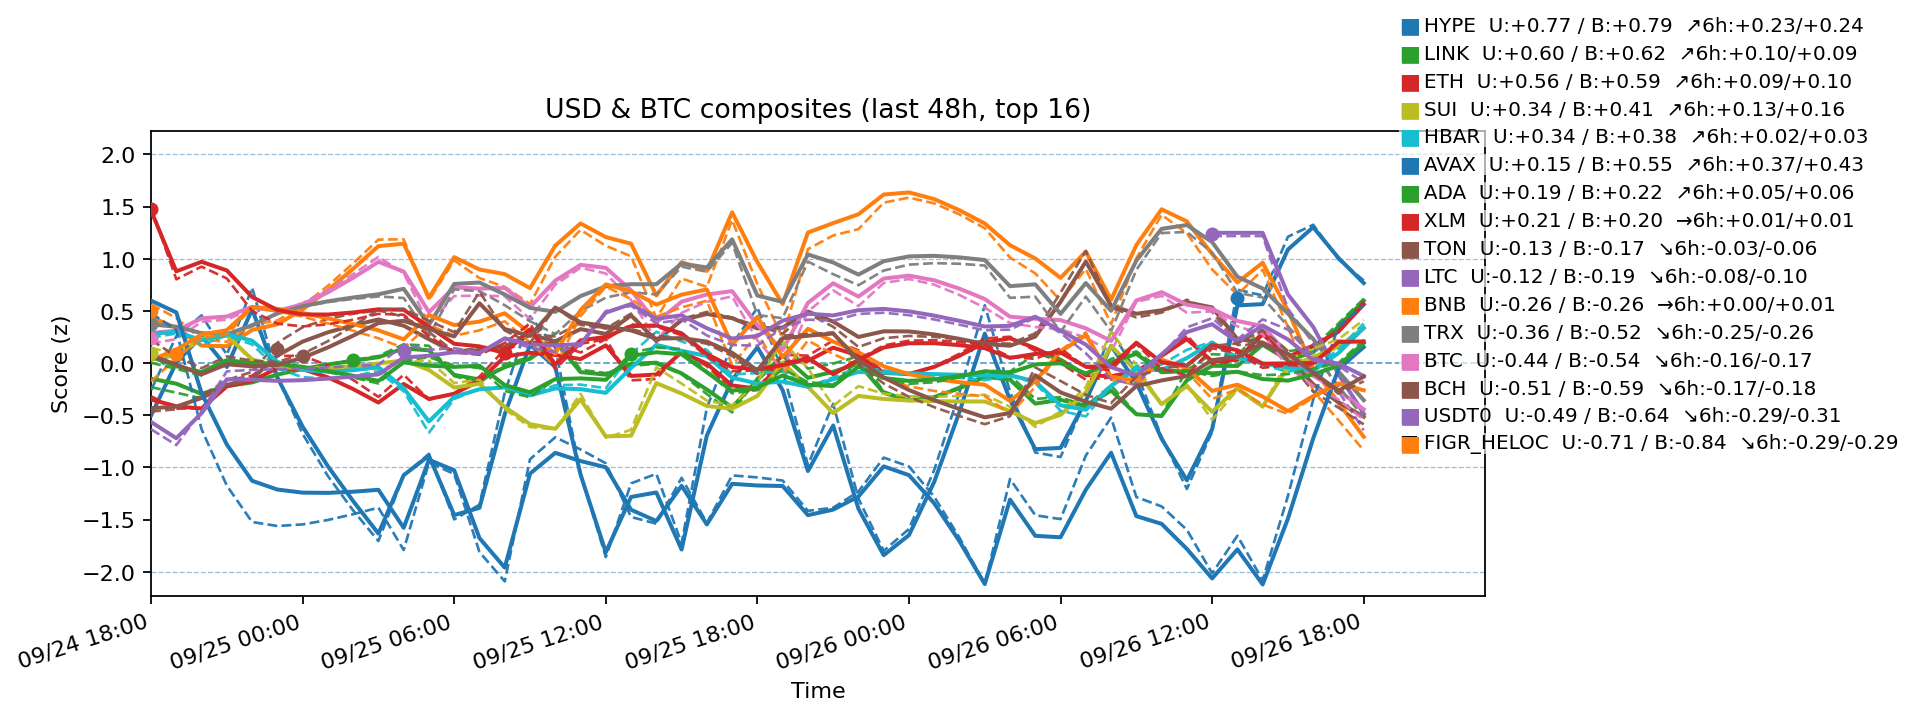 HYPE  U:+0.77 / B:+0.79  ↗6h:+0.23/+0.24
LINK  U:+0.60 / B:+0.62  ↗6h:+0.10/+0.09
ETH  U:+0.56 / B:+0.59  ↗6h:+0.09/+0.10
SUI  U:+0.34 / B:+0.41  ↗6h:+0.13/+0.16
HBAR  U:+0.34 / B:+0.38  ↗6h:+0.02/+0.03
AVAX  U:+0.15 / B:+0.55  ↗6h:+0.37/+0.43
ADA  U:+0.19 / B:+0.22  ↗6h:+0.05/+0.06
XLM  U:+0.21 / B:+0.20  →6h:+0.01/+0.01
TON  U:-0.13 / B:-0.17  ↘6h:-0.03/-0.06
LTC  U:-0.12 / B:-0.19  ↘6h:-0.08/-0.10
BNB  U:-0.26 / B:-0.26  →6h:+0.00/+0.01
TRX  U:-0.36 / B:-0.52  ↘6h:-0.25/-0.26
BTC  U:-0.44 / B:-0.54  ↘6h:-0.16/-0.17
BCH  U:-0.51 / B:-0.59  ↘6h:-0.17/-0.18
USDT0  U:-0.49 / B:-0.64  ↘6h:-0.29/-0.31
FIGR_HELOC  U:-0.71 / B:-0.84  ↘6h:-0.29/-0.29
USD & BTC composites (last 48h, top 16)
Score (z)
2.0
1.5
1.0
0.5
0.0
−0.5
−1.0
−1.5
−2.0
09/24 18:00
09/25 00:00
09/25 06:00
09/25 12:00
09/25 18:00
09/26 00:00
09/26 06:00
09/26 12:00
09/26 18:00
Time